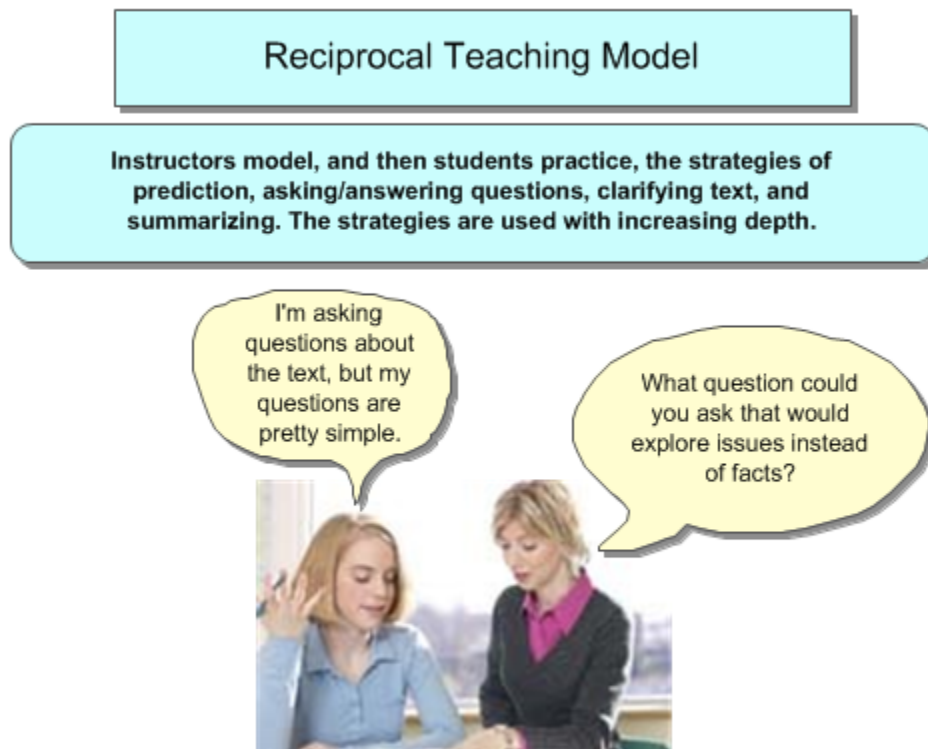 Reciprocal Teaching Model
Instructors model, and then students practice, the strategies of
prediction, asking/answering questions, clarifying text, and
summarizing. The strategies are used with increasing depth.
I'm asking
questions about
the text, but my
questions are
pretty simple.
What question could
you ask that would
explore issues instead
of facts?